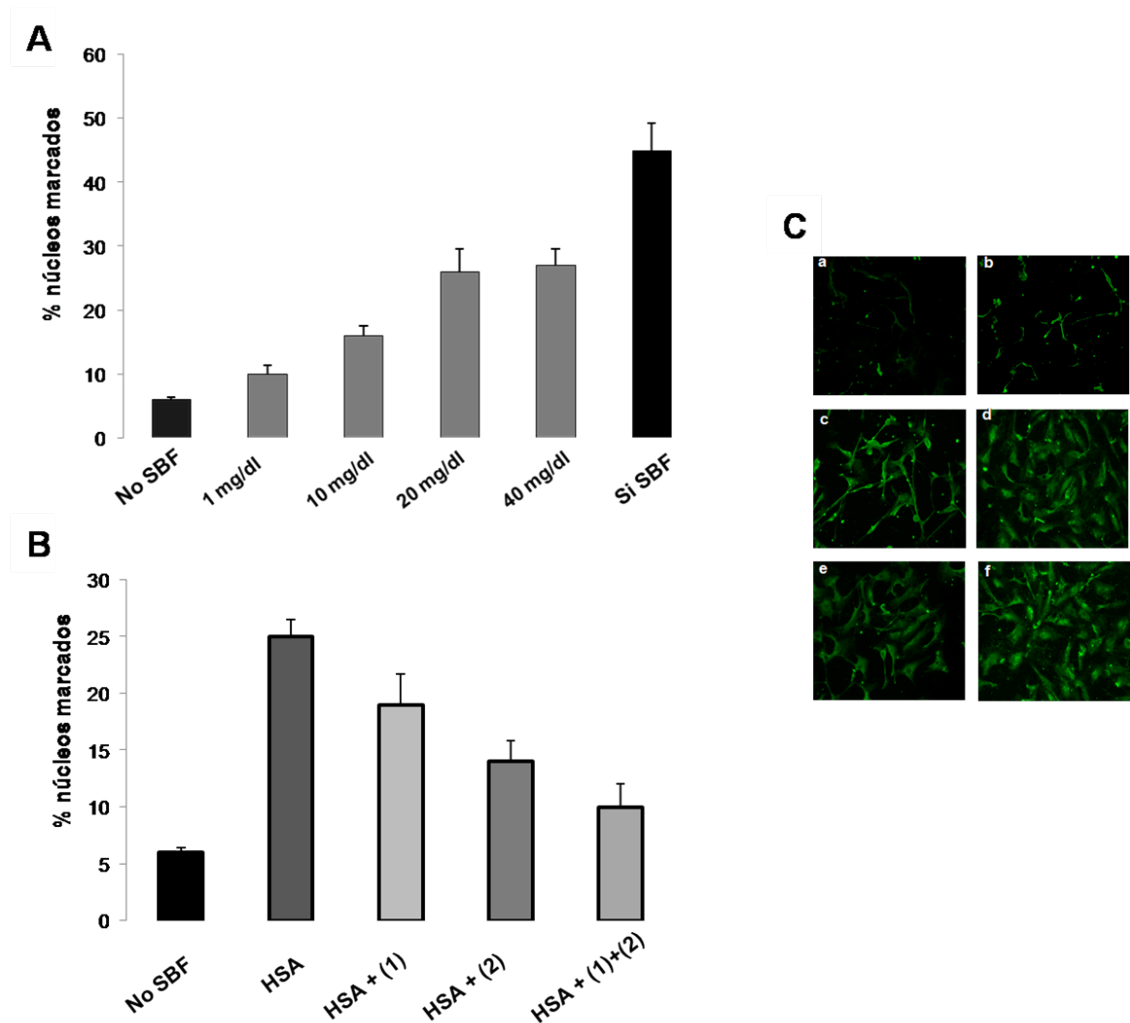 A
60
50
40
30
20
10
0
% núcleos marcados
No SBF
1 mg/dl
10 mg/dl
20 mg/dl
40 mg/dl
Si SBF
B
30
25
20
15
10
5
0
% núcleos marcados
No SBF
HSA
HSA + (1)
HSA + (2)
HSA + (1)+(2)
C
a
b
c
d
e
f